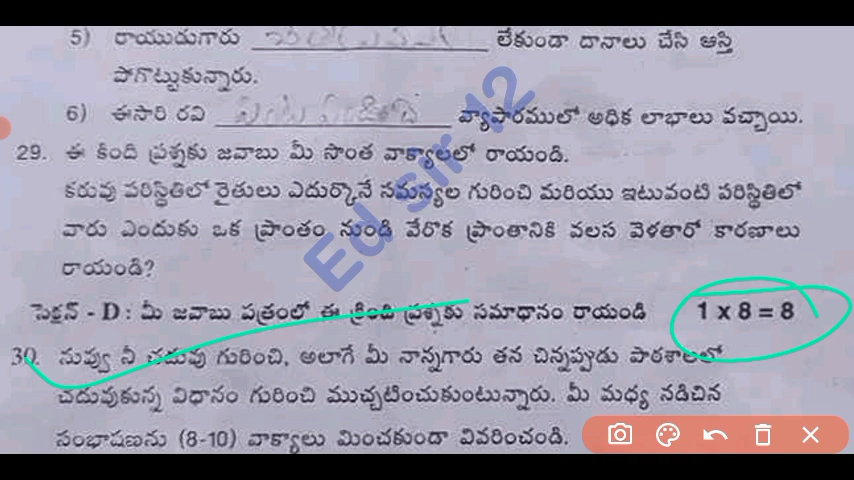 5) రాయుడుగారు లేకుండా దానాలు చేసి ఆస్తి
పోగొట్టుకున్నారు.
6) ఈసారి రవి వ్యాపారములో అధిక లాభాలు వచ్చాయి.
29. ఈ కింది ప్రశ్నకు జవాబు మీ సొంత వాక్యాలలో రాయండి.
కరువు పరిస్థితిలో రైతులు ఎదుర్కొనే సమస్యల గురించి మరియు ఇటువంటి పరిస్థితిలో
వారు ఎందుకు ఒక ప్రాంతం నుండి వేరొక ప్రాంతానికి వలస వెళతారో కారణాలు
రాయండి?
సెక్షన్ - D : మీ జవాబు పత్రంలో ఈ క్రింది ప్రశ్నకు సమాధానం రాయండి 1 x 8 = 8
30. నువ్వు నీ చదువు గురించి, అలాగే మీ నాన్నగారు తన చిన్నప్పుడు పాఠశాలలో
చదువుకున్న విధానం గురించి ముచ్చటించుకుంటున్నారు. మీ మధ్య నడిచిన
సంభాషణను (8-10) వాక్యాలు మించకుండా వివరించండి.
Ed sir 12